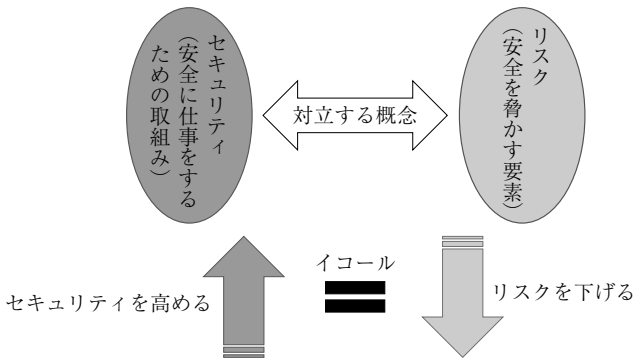 セキュリティ
（安全に仕事をする
ための取組み）
対立する概念
リスク
（安全を脅かす要素）
セキュリティを高める
イコール
リスクを下げる